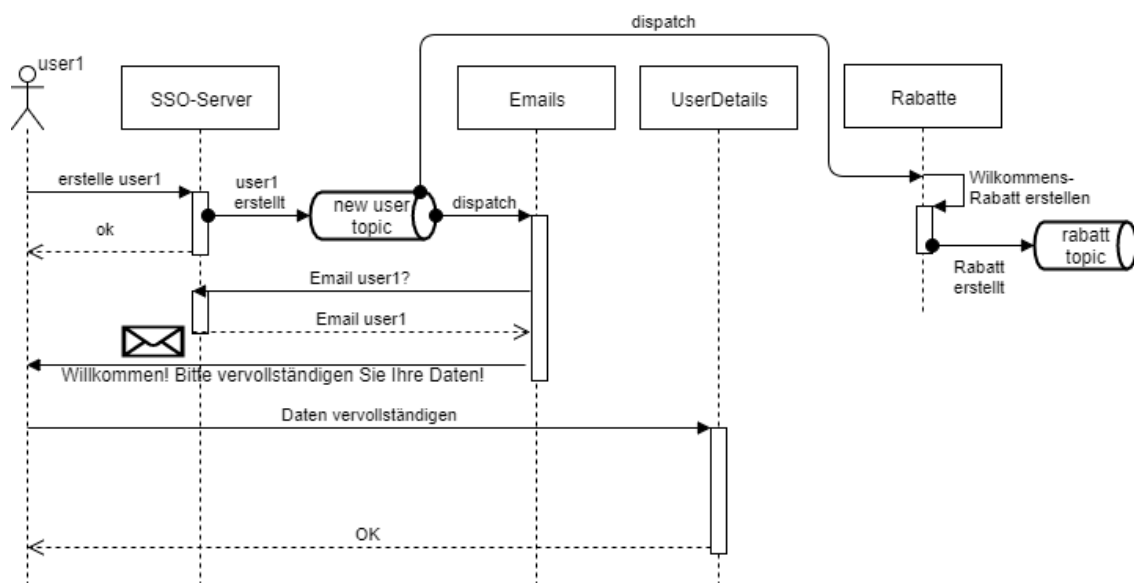 dispatch
user1
SSO-Server
Emails
UserDetails
Rabatte
erstelle user1
user1
erstellt
new user
topic
dispatch
Wilkommens-
Rabatt erstellen
ok
rabatt
topic
Rabatt
erstellt
Email user1?
Email user1
Willkommen! Bitte vervollständigen Sie Ihre Daten!
Daten vervollständigen
OK